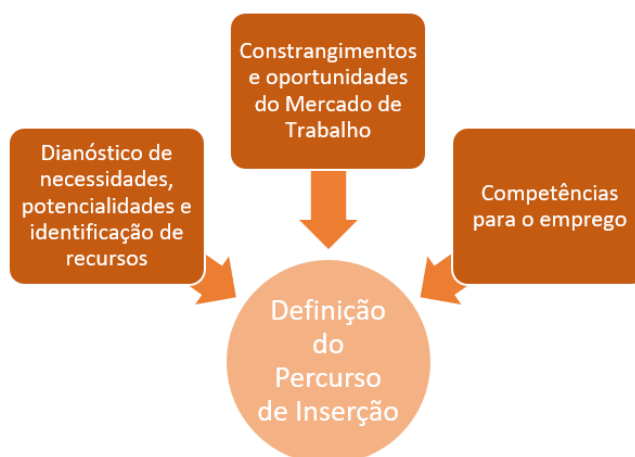 Constrangimentos
e oportunidades
do Mercado de
Trabalho
Dianóstico de
necessidades,
potencialidades e
identificação de
recursos
Competências
para o emprego
Definição
do
Percurso
de Inserção